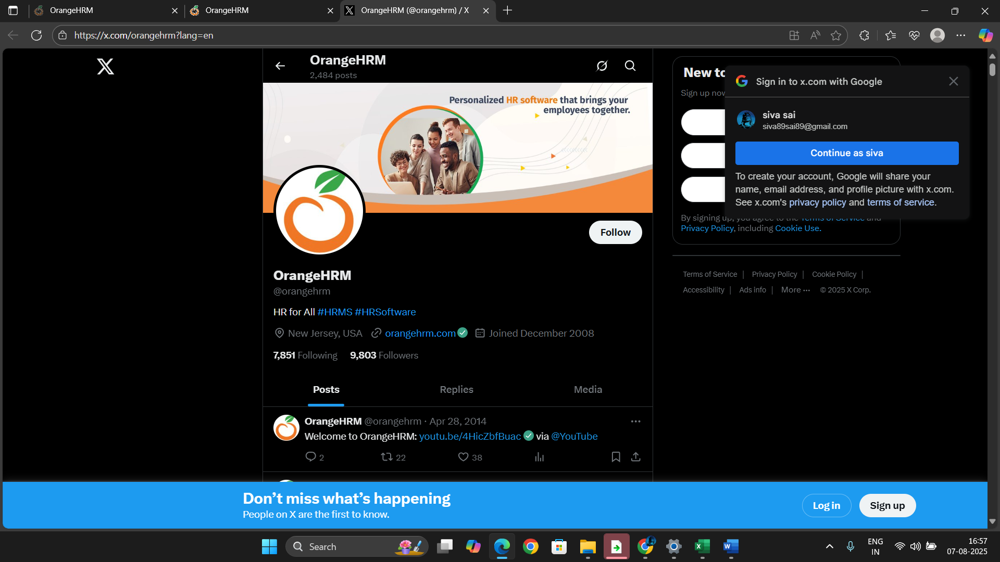 OrangeHRM
OrangeHRM
OrangeHRM (@orangehrm) / X
https://x.com/orangehrm?lang=en
OrangeHRM
2,484 posts
Personalized HR software that brings your
employees together.
Follow
OrangeHRM
@orangehrm
HR for All #HRMS #HRSoftware
New Jersey, USA orangehrm.com Joined December 2008
7,851 Following 9,803 Followers
Posts Replies Media
OrangeHRM @orangehrm · Apr 28, 2014
Welcome to OrangeHRM: youtu.be/4HicZbfBuac via @YouTube
2 22 38
New to
Sign up now
Sign in to x.com with Google
siva sai
siva89sai89@gmail.com
Continue as siva
To create your account, Google will share your
name, email address, and profile picture with x.com.
See x.com's privacy policy and terms of service.
By signing up, you agree to the Terms of Service and
Privacy Policy, including Cookie Use.
Terms of Service | Privacy Policy | Cookie Policy |
Accessibility | Ads info | More ··· © 2025 X Corp.
Don’t miss what’s happening
People on X are the first to know.
Log in Sign up
Search
ENG
IN
16:57
07-08-2025